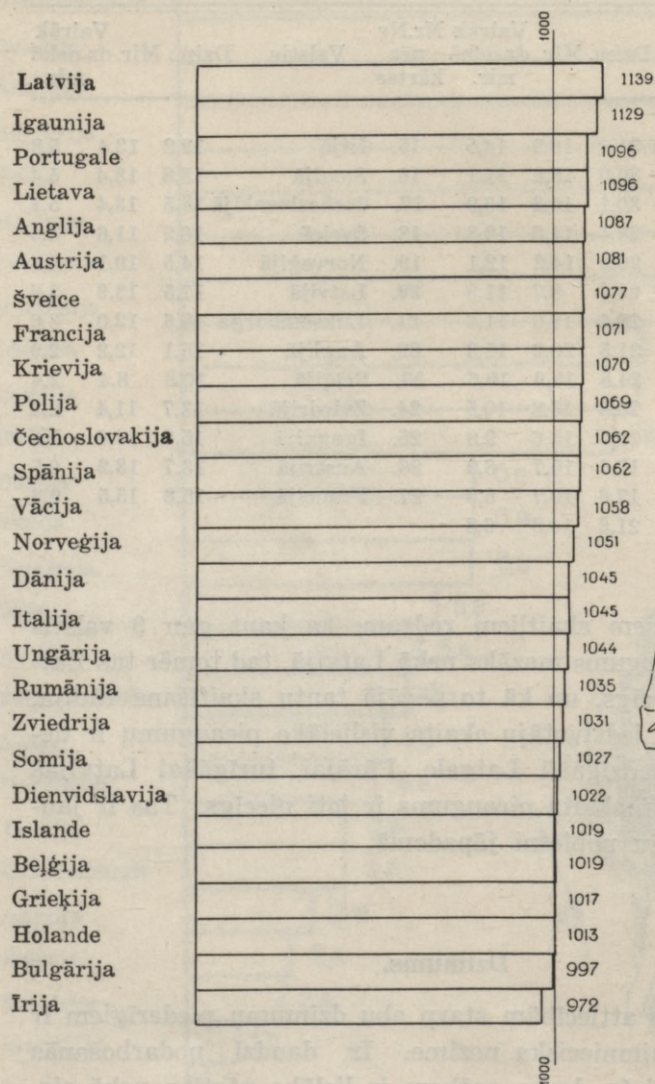 1000
Latvija 1139
Igaunija 1129
Portugale 1096
Lietava 1096
Anglija 1087
Austrija 1081
Šveice 1077
Francija 1071
Krievija 1070
Polija 1069
Čechoslovakija 1062
Spānija 1062
Vācija 1058
Norveģija 1051
Dānija 1045
Italija 1045
Ungārija 1044
Rumānija 1035
Zviedrija 1031
Somija 1027
Dienvidslavija 1022
Islande 1019
Beļģija 1019
Grieķija 1017
Holande 1013
Bulgārija 997
Īrija 972
1000